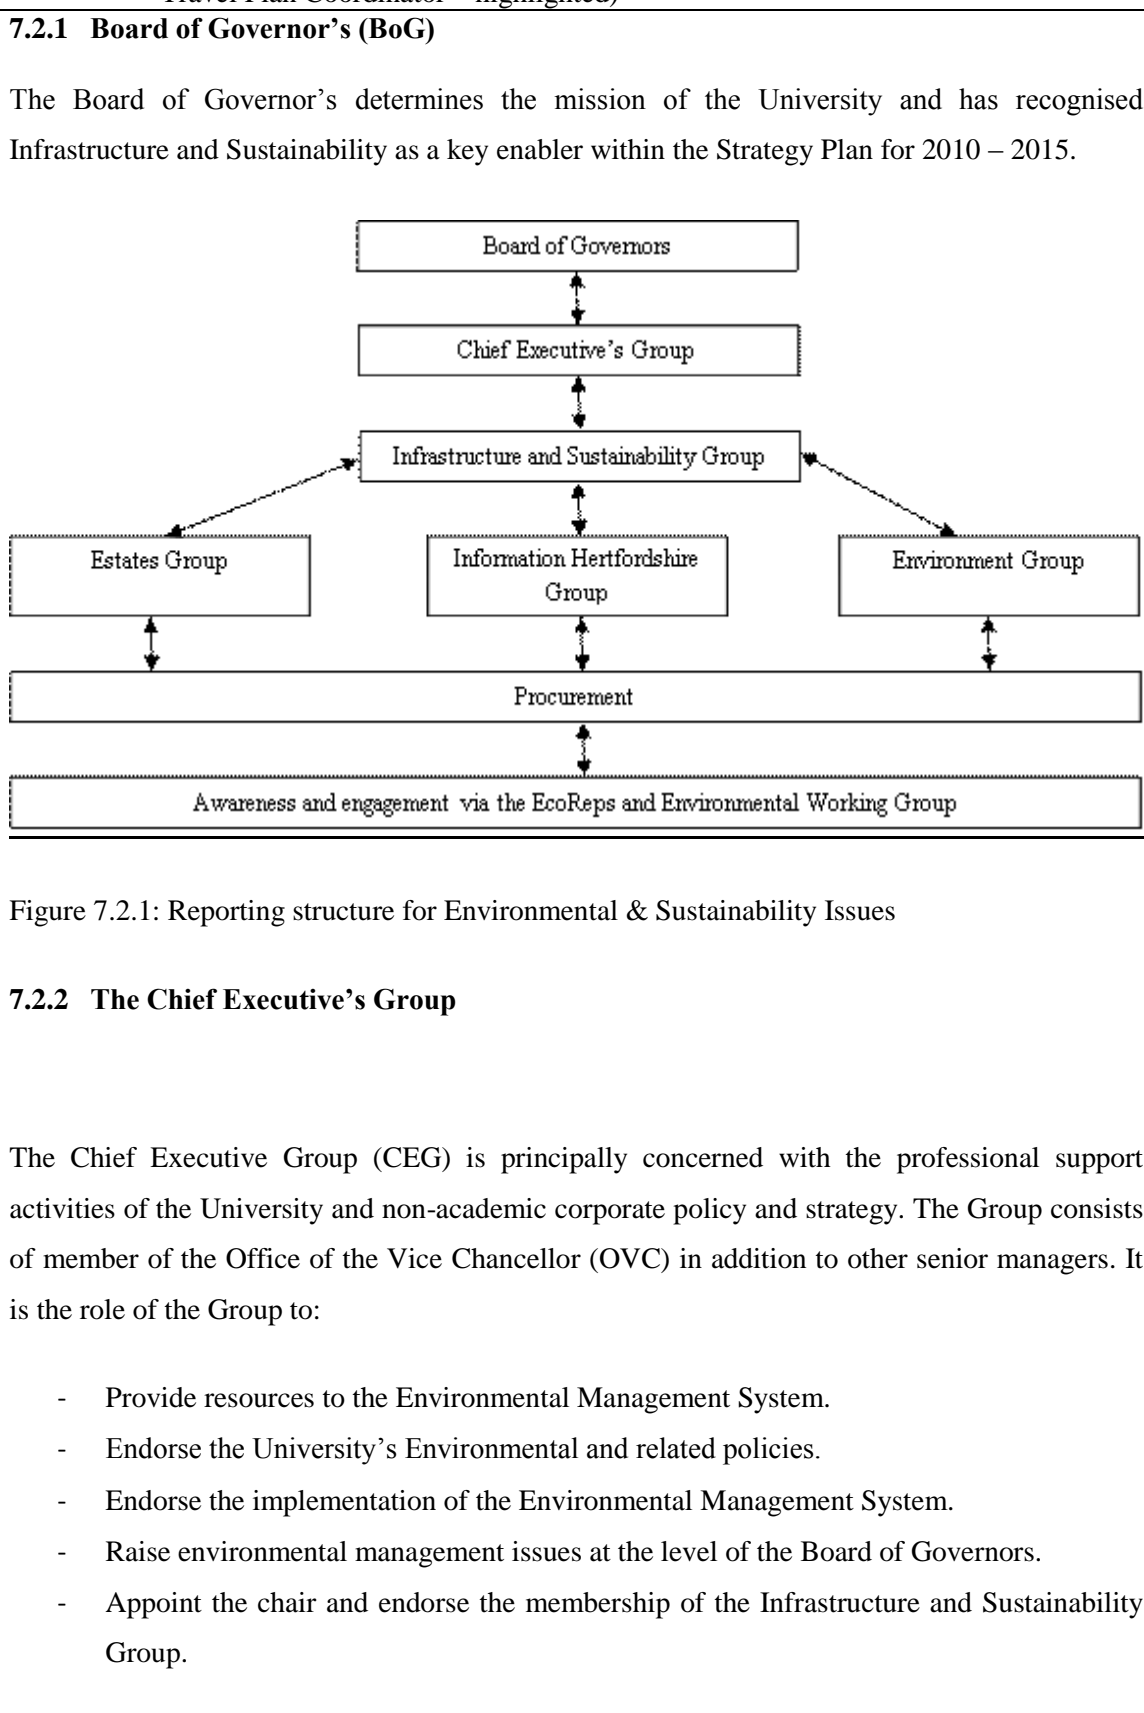 Travel Plan Coordinator – highlighted)
7.2.1 Board of Governor’s (BoG)
The Board of Governor’s determines the mission of the University and has recognised
Infrastructure and Sustainability as a key enabler within the Strategy Plan for 2010 – 2015.
Board of Governors
Chief Executive’s Group
Infrastructure and Sustainability Group
Estates Group
Information Hertfordshire
Group
Environment Group
Procurement
Awareness and engagement via the EcoReps and Environmental Working Group
Figure 7.2.1: Reporting structure for Environmental & Sustainability Issues
7.2.2 The Chief Executive’s Group
The Chief Executive Group (CEG) is principally concerned with the professional support
activities of the University and non-academic corporate policy and strategy. The Group consists
of member of the Office of the Vice Chancellor (OVC) in addition to other senior managers. It
is the role of the Group to:
- Provide resources to the Environmental Management System.
- Endorse the University’s Environmental and related policies.
- Endorse the implementation of the Environmental Management System.
- Raise environmental management issues at the level of the Board of Governors.
- Appoint the chair and endorse the membership of the Infrastructure and Sustainability
Group.